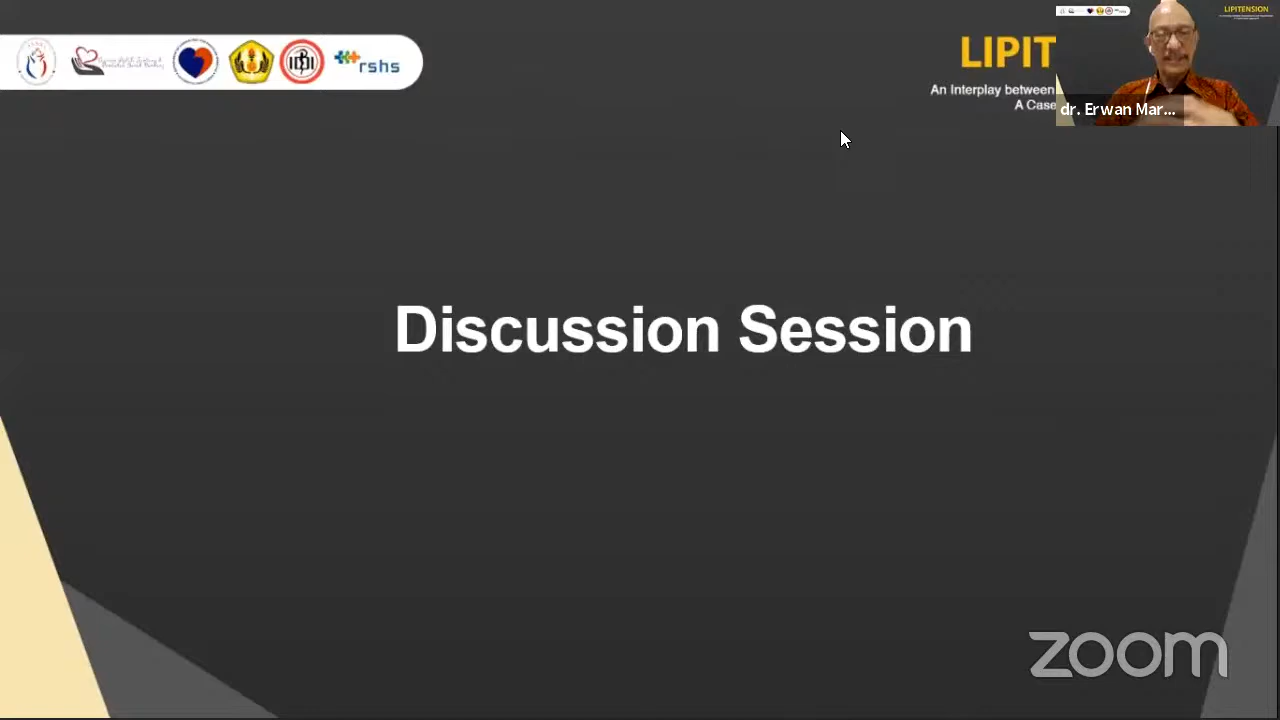 rshs
LIPIT
An Interplay between
A Case
LIPITENSION
dr. Erwan Mar...
Discussion Session
zoom